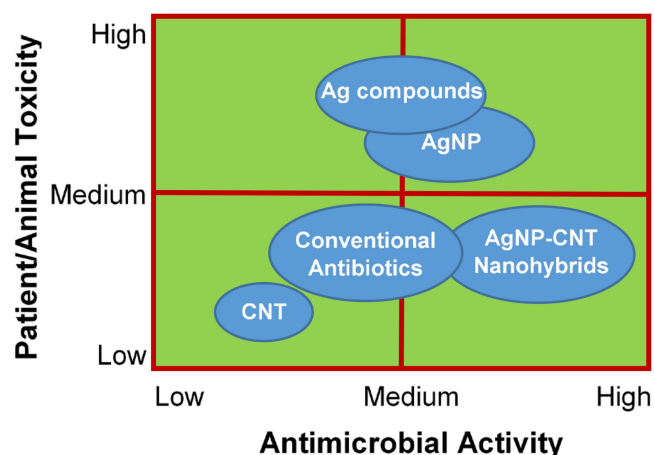 Patient/Animal Toxicity
High
Medium
Low
Ag compounds
AgNP
Conventional
Antibiotics
AgNP-CNT
Nanohybrids
CNT
Low
Medium
High
Antimicrobial Activity